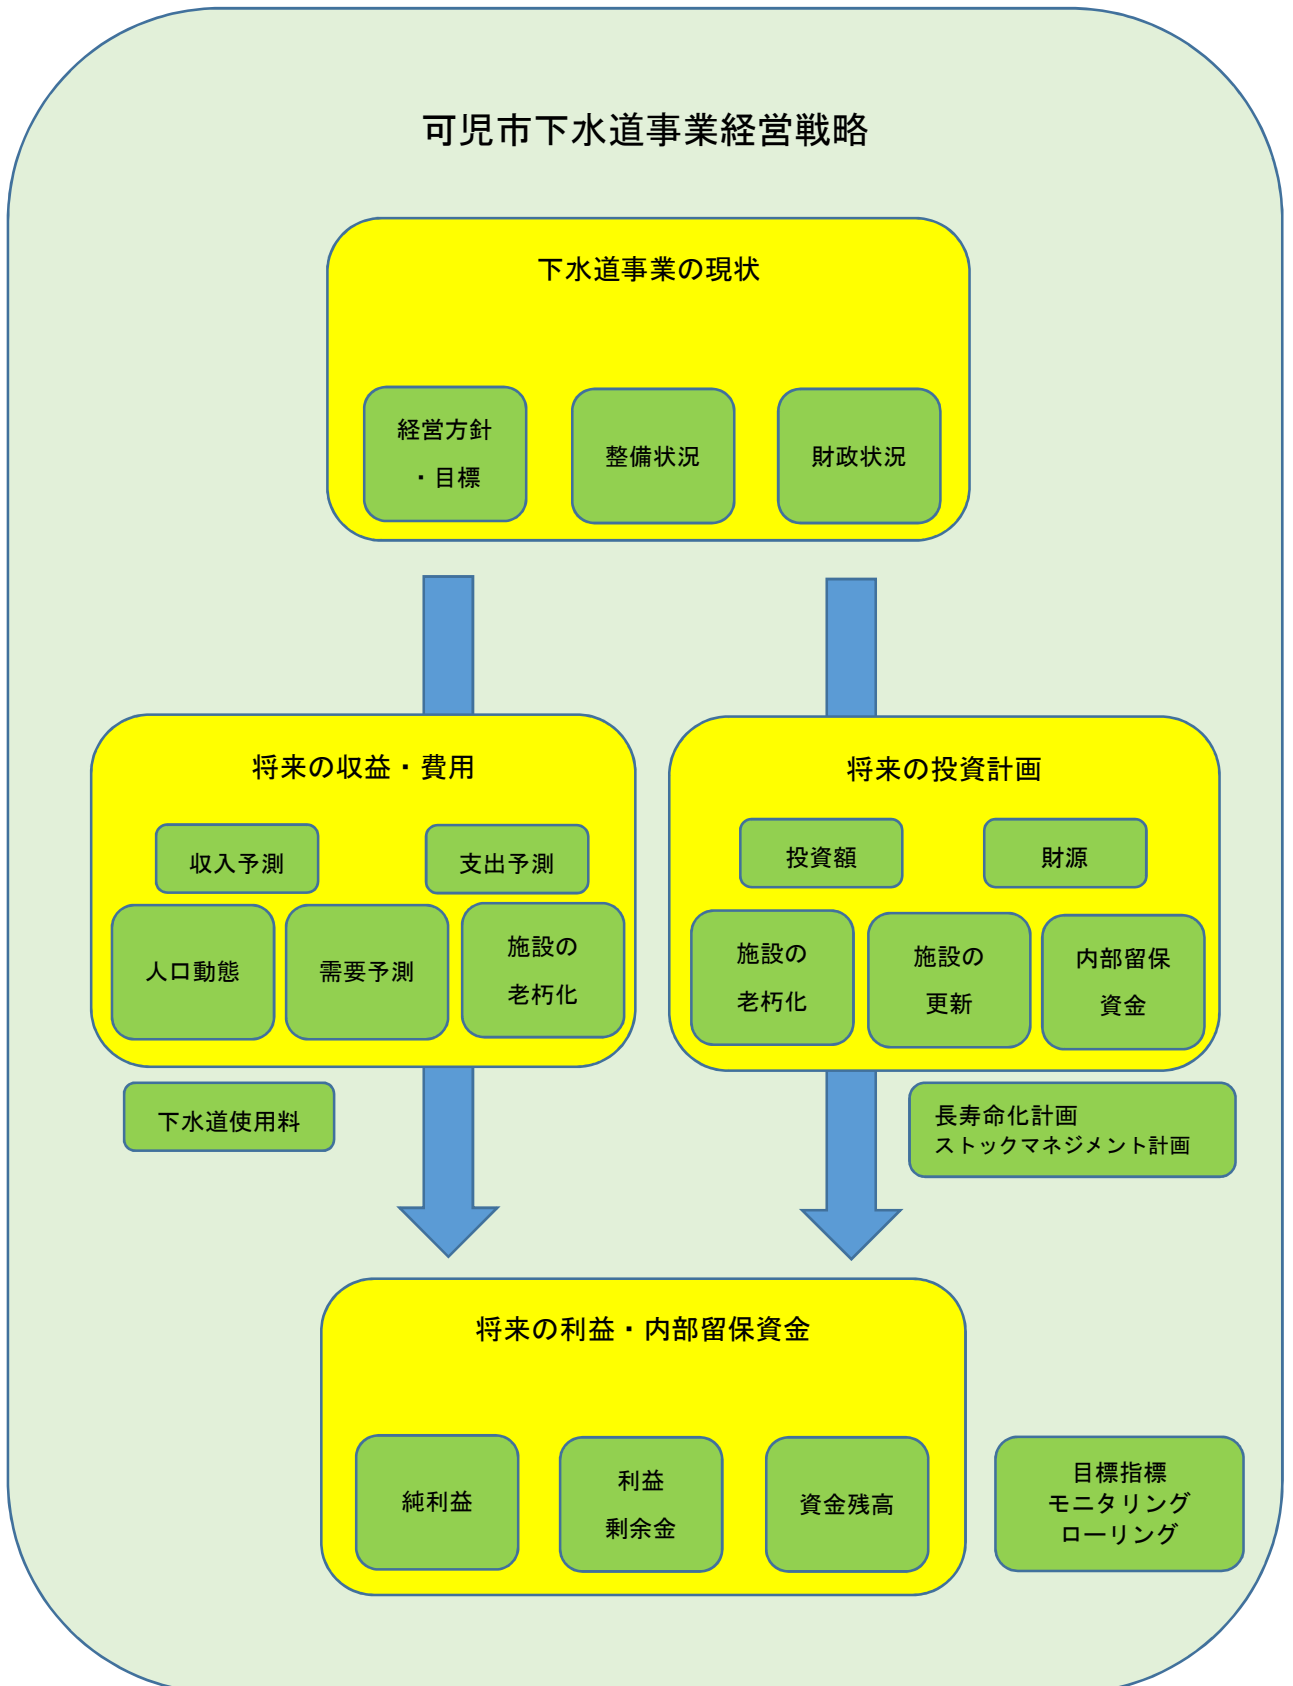 可児市下水道事業経営戦略
下水道事業の現状
経営方針
・目標
整備状況
財政状況
将来の収益・費用
収入予測
支出予測
人口動態
需要予測
施設の
老朽化
下水道使用料
将来の投資計画
投資額
財源
施設の
老朽化
施設の
更新
内部留保
資金
長寿命化計画
ストックマネジメント計画
将来の利益・内部留保資金
純利益
利益
剰余金
資金残高
目標指標
モニタリング
ローリング